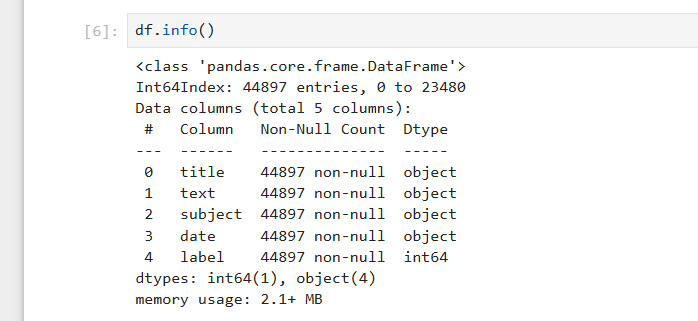 [6]: df.info()
<class 'pandas.core.frame.DataFrame'>
Int64Index: 44897 entries, 0 to 23480
Data columns (total 5 columns):
 #   Column   Non-Null Count  Dtype
---  ------   --------------  -----
 0   title    44897 non-null  object
 1   text     44897 non-null  object
 2   subject  44897 non-null  object
 3   date     44897 non-null  object
 4   label    44897 non-null  int64
dtypes: int64(1), object(4)
memory usage: 2.1+ MB